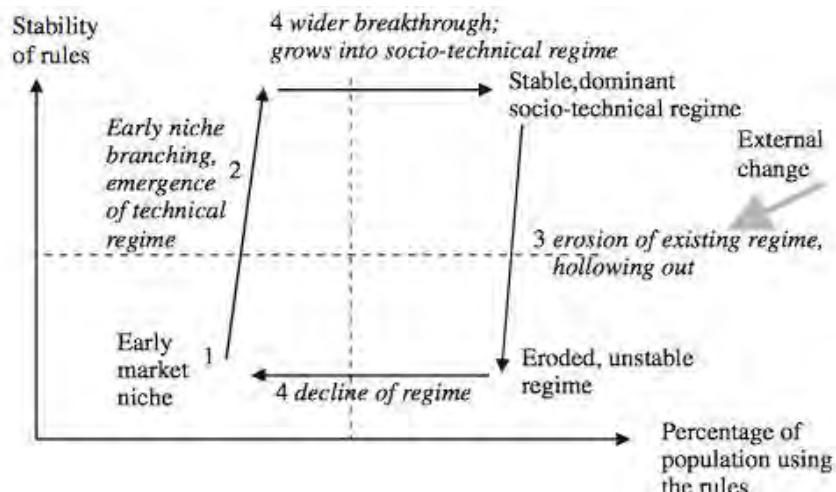 Stability
of rules
4 wider breakthrough;
grows into socio-technical regime
Stable,dominant
socio-technical regime
Early niche
branching,
emergence
of technical
regime
2
External
change
3 erosion of existing regime,
hollowing out
Early
market
niche
1
4 decline of regime
Eroded, unstable
regime
Percentage of
population using
the rules